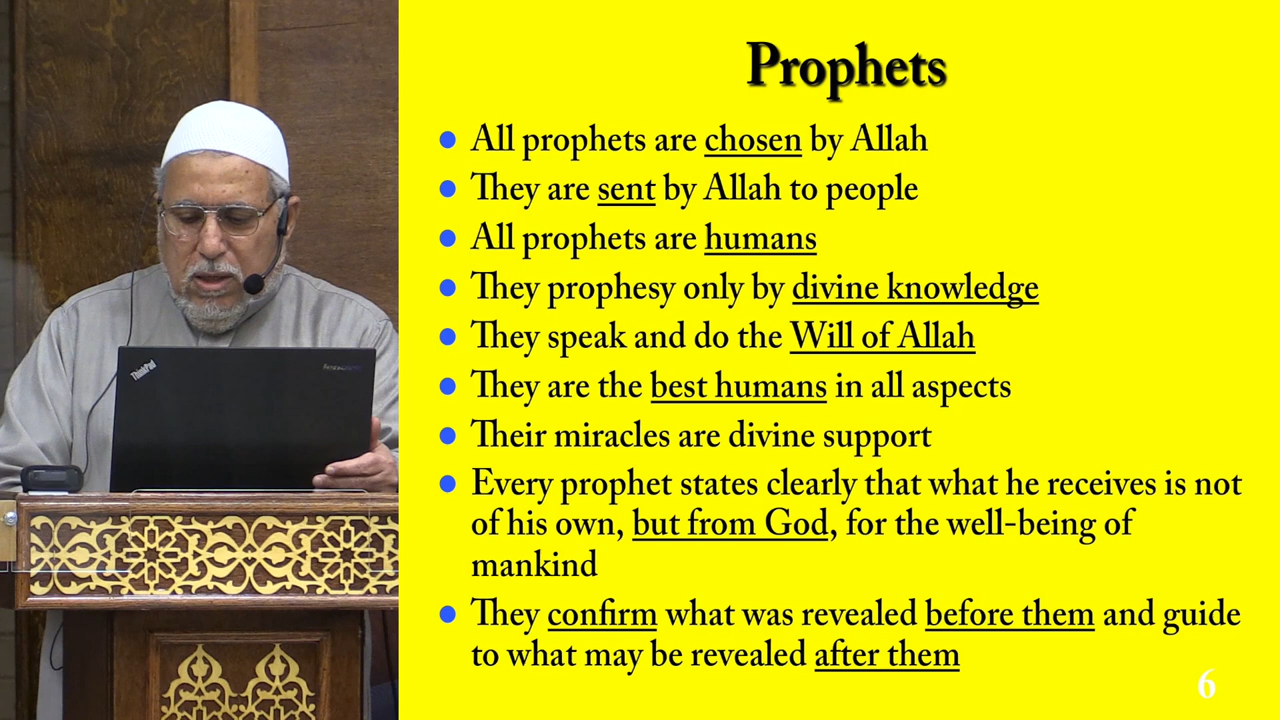 Prophets
All prophets are chosen by Allah
They are sent by Allah to people
All prophets are humans
They prophesy only by divine knowledge
They speak and do the Will of Allah
They are the best humans in all aspects
Their miracles are divine support
Every prophet states clearly that what he receives is not
of his own, but from God, for the well-being of
mankind
They confirm what was revealed before them and guide
to what may be revealed after them
6
ThinkPad